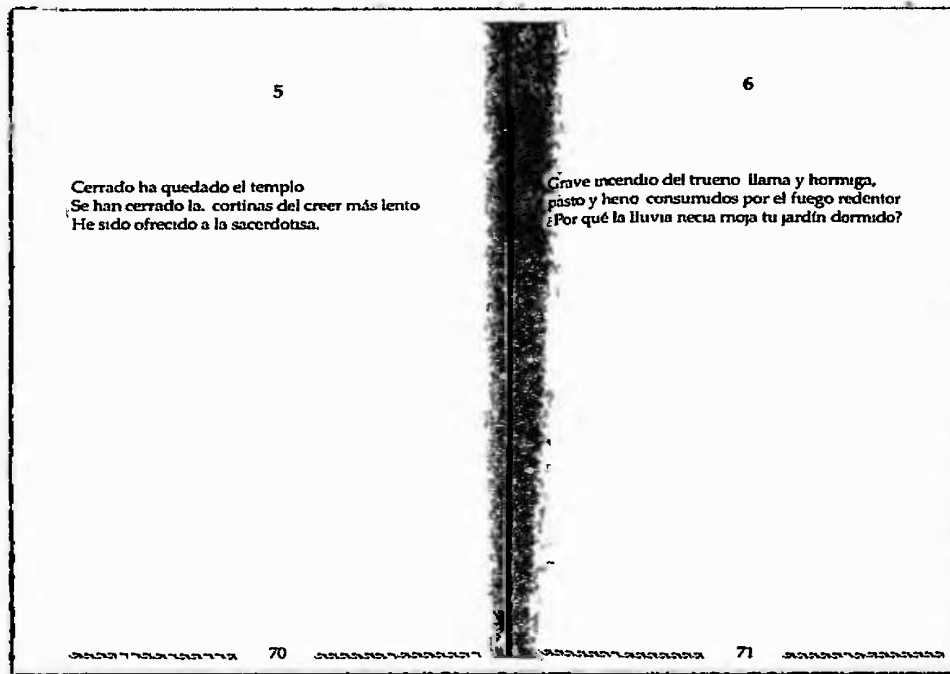 5
Cerrado ha quedado el templo
Se han cerrado la. cortinas del creer más lento
He sido ofrecido a la sacerdotisa.
70
6
Grave incendio del trueno llama y hormiga,
pasto y heno consumidos por el fuego redentor
¿Por qué la lluvia necia moja tu jardín dormido?
71